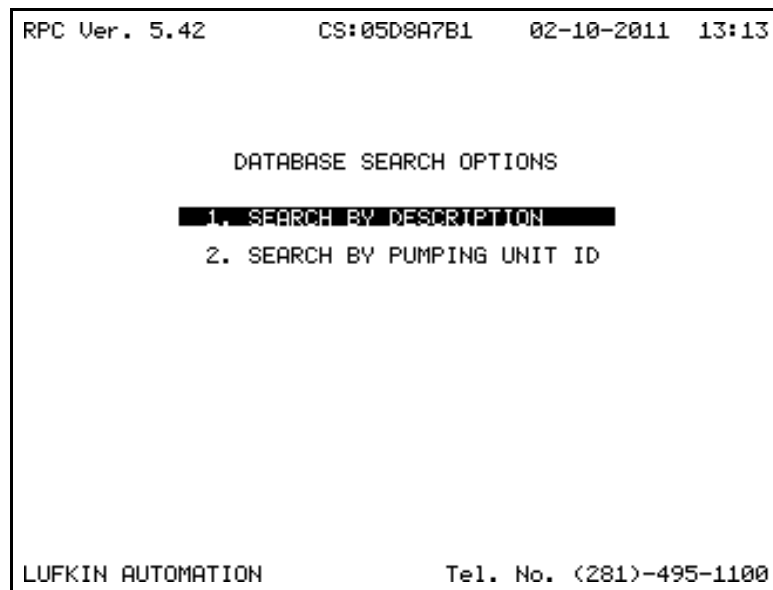 RPC Ver. 5.42 CS:05D8A7B1 02-10-2011 13:13
DATABASE SEARCH OPTIONS
1. SEARCH BY DESCRIPTION
2. SEARCH BY PUMPING UNIT ID
LUFKIN AUTOMATION Tel. No. (281)-495-1100